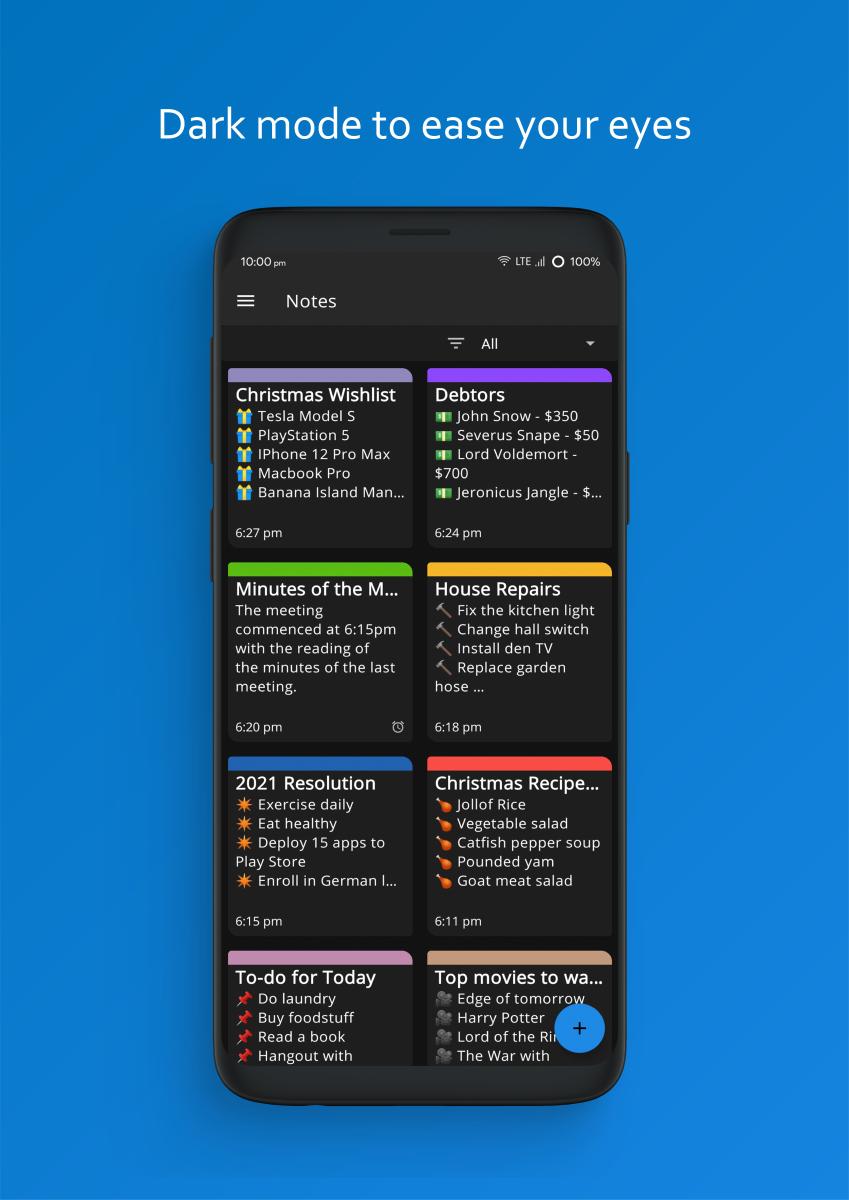 Dark mode to ease your eyes
10:00 pm
LTE 100%
Notes
All
Christmas Wishlist
Tesla Model S
PlayStation 5
IPhone 12 Pro Max
Macbook Pro
Banana Island Man...
6:27 pm
Debtors
John Snow - $350
Severus Snape - $50
Lord Voldemort -
$700
Jeronicus Jangle - $...
6:24 pm
Minutes of the M...
The meeting
commenced at 6:15pm
with the reading of
the minutes of the last
meeting.
6:20 pm
House Repairs
Fix the kitchen light
Change hall switch
Install den TV
Replace garden
hose ...
6:18 pm
2021 Resolution
Exercise daily
Eat healthy
Deploy 15 apps to
Play Store
Enroll in German l...
6:15 pm
Christmas Recipe...
Jollof Rice
Vegetable salad
Catfish pepper soup
Pounded yam
Goat meat salad
6:11 pm
To-do for Today
Do laundry
Buy foodstuff
Read a book
Hangout with
Top movies to wa...
Edge of tomorrow
Harry Potter
Lord of the
The War with